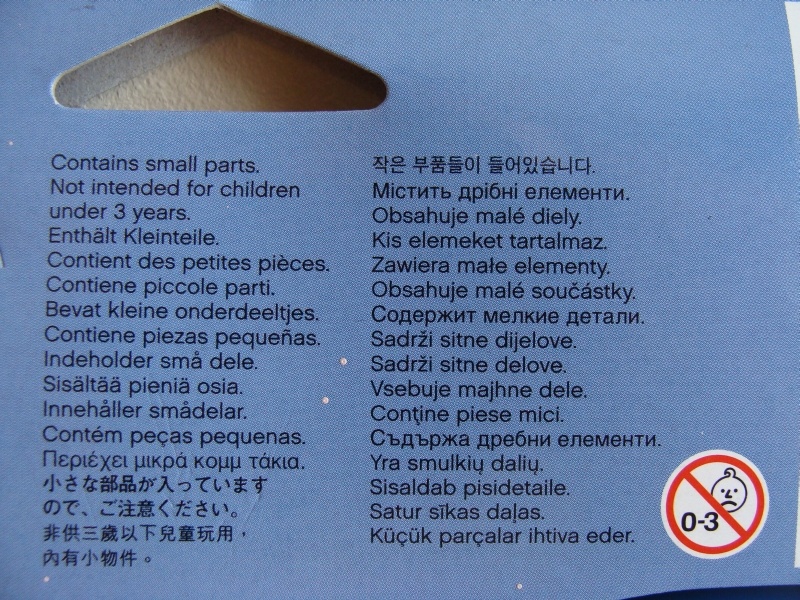 Contains small parts.
Not intended for children
under 3 years.
Enthält Kleinteile.
Contient des petites pièces.
Contiene piccole parti.
Bevat kleine onderdeeltjes.
Contiene piezas pequeñas.
Indeholder små dele.
Sisältää pieniä osia.
Innehåller smådelar.
Contém peças pequenas.
Περιέχει μικρά κομμ τάκια.
小さな部品が入っています
ので、ご注意ください。
非供三歲以下兒童玩用，
內有小物件。
작은 부품들이 들어있습니다.
Містить дрібні елементи.
Obsahuje malé diely.
Kis elemeket tartalmaz.
Zawiera małe elementy.
Obsahuje malé součástky.
Содержит мелкие детали.
Sadrži sitne dijelove.
Sadrži sitne delove.
Vsebuje majhne dele.
Conţine piese mici.
Съдържа дребни елементи.
Yra smulkių dalių.
Sisaldab pisidetaile.
Satur sīkas daļas.
Küçük parçalar ihtiva eder.
0-3